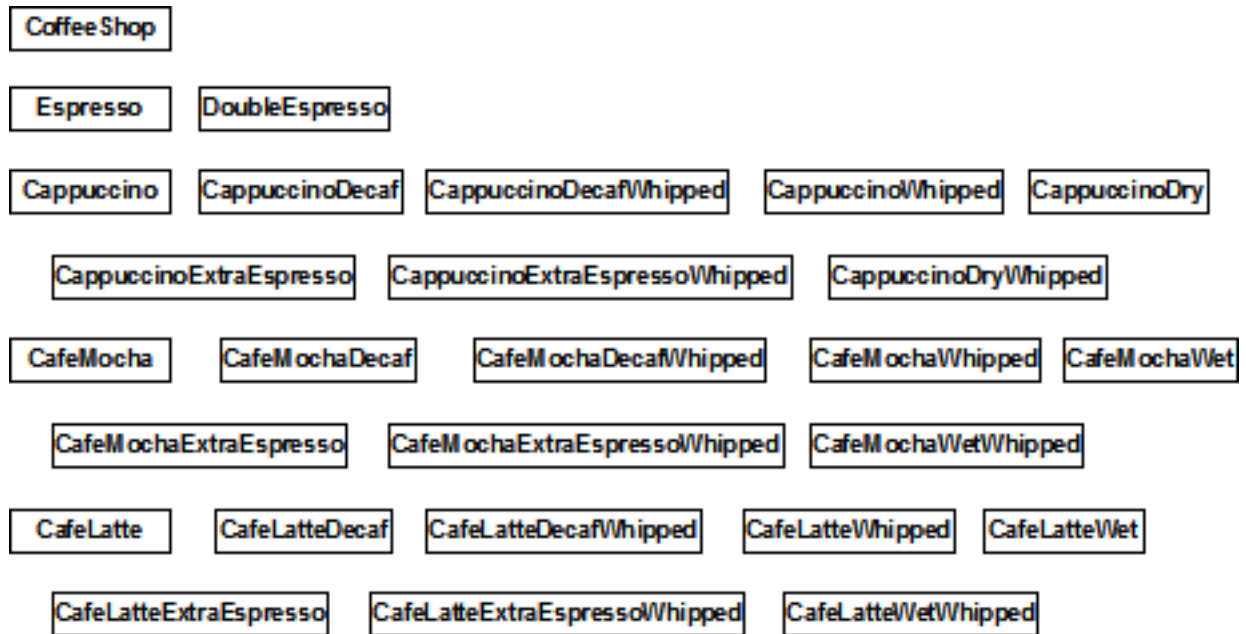 CoffeeShop
Espresso DoubleEspresso
Cappuccino CappuccinoDecaf CappuccinoDecafWhipped CappuccinoWhipped CappuccinoDry
CappuccinoExtraEspresso CappuccinoExtraEspressoWhipped CappuccinoDryWhipped
CafeMocha CafeMochaDecaf CafeMochaDecafWhipped CafeMochaWhipped CafeMochaWet
CafeMochaExtraEspresso CafeMochaExtraEspressoWhipped CafeMochaWetWhipped
CafeLatte CafeLatteDecaf CafeLatteDecafWhipped CafeLatteWhipped CafeLatteWet
CafeLatteExtraEspresso CafeLatteExtraEspressoWhipped CafeLatteWetWhipped